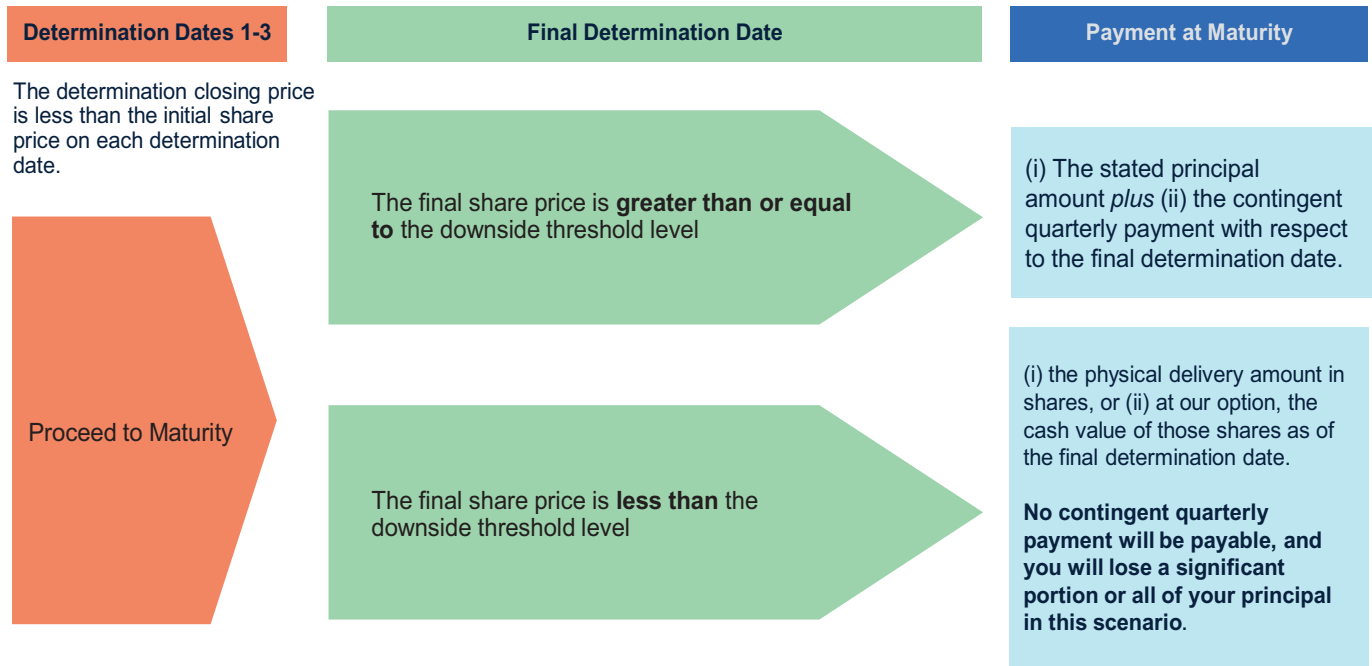 Determination Dates 1-3
Final Determination Date
Payment at Maturity
The determination closing price
is less than the initial share
price on each determination
date.
Proceed to Maturity
The final share price is greater than or equal
to the downside threshold level
(i) The stated principal
amount plus (ii) the contingent
quarterly payment with respect
to the final determination date.
The final share price is less than the
downside threshold level
(i) the physical delivery amount in
shares, or (ii) at our option, the
cash value of those shares as of
the final determination date.
No contingent quarterly
payment will be payable, and
you will lose a significant
portion or all of your principal
in this scenario.